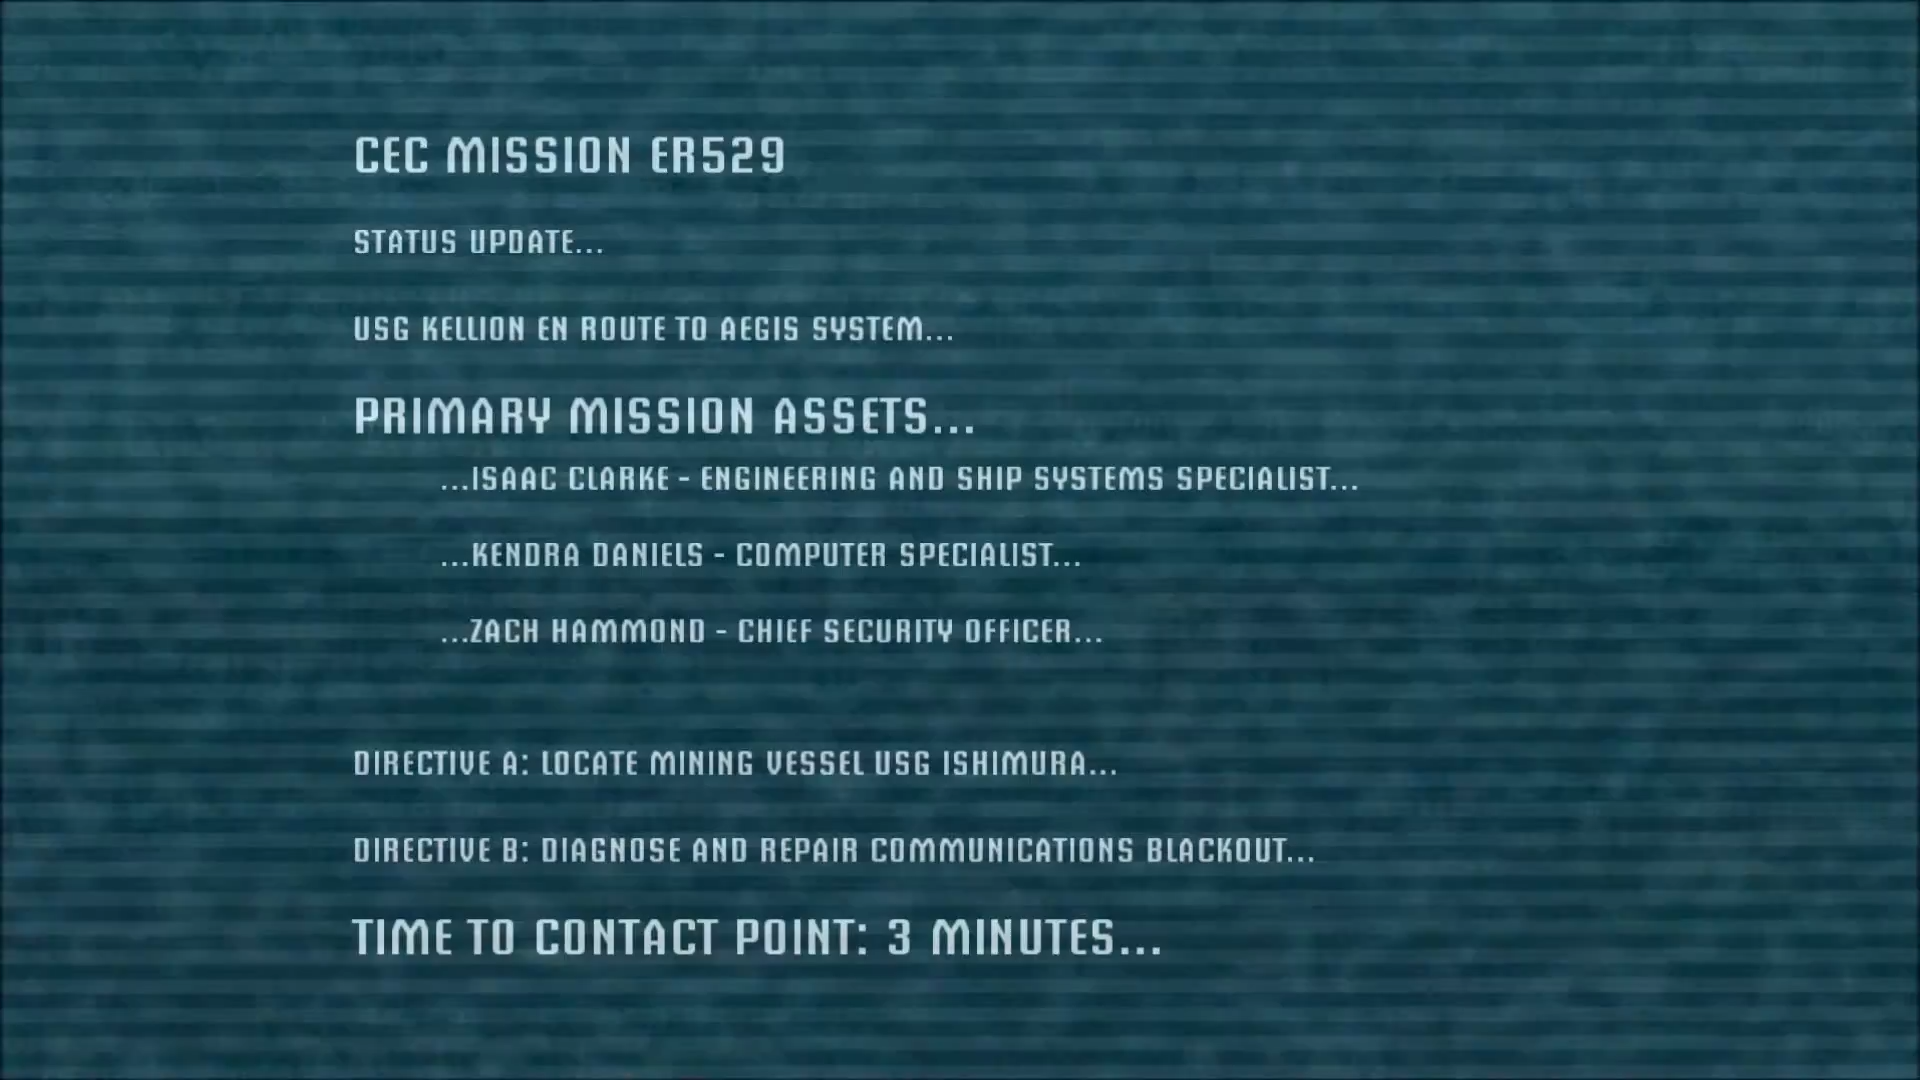 CEC MISSION ER529
STATUS UPDATE...
USG KELLION EN ROUTE TO AEGIS SYSTEM...
PRIMARY MISSION ASSETS...
...ISAAC CLARKE - ENGINEERING AND SHIP SYSTEMS SPECIALIST...
...KENDRA DANIELS - COMPUTER SPECIALIST...
...ZACH HAMMOND - CHIEF SECURITY OFFICER...
DIRECTIVE A: LOCATE MINING VESSEL USG ISHIMURA...
DIRECTIVE B: DIAGNOSE AND REPAIR COMMUNICATIONS BLACKOUT...
TIME TO CONTACT POINT: 3 MINUTES...